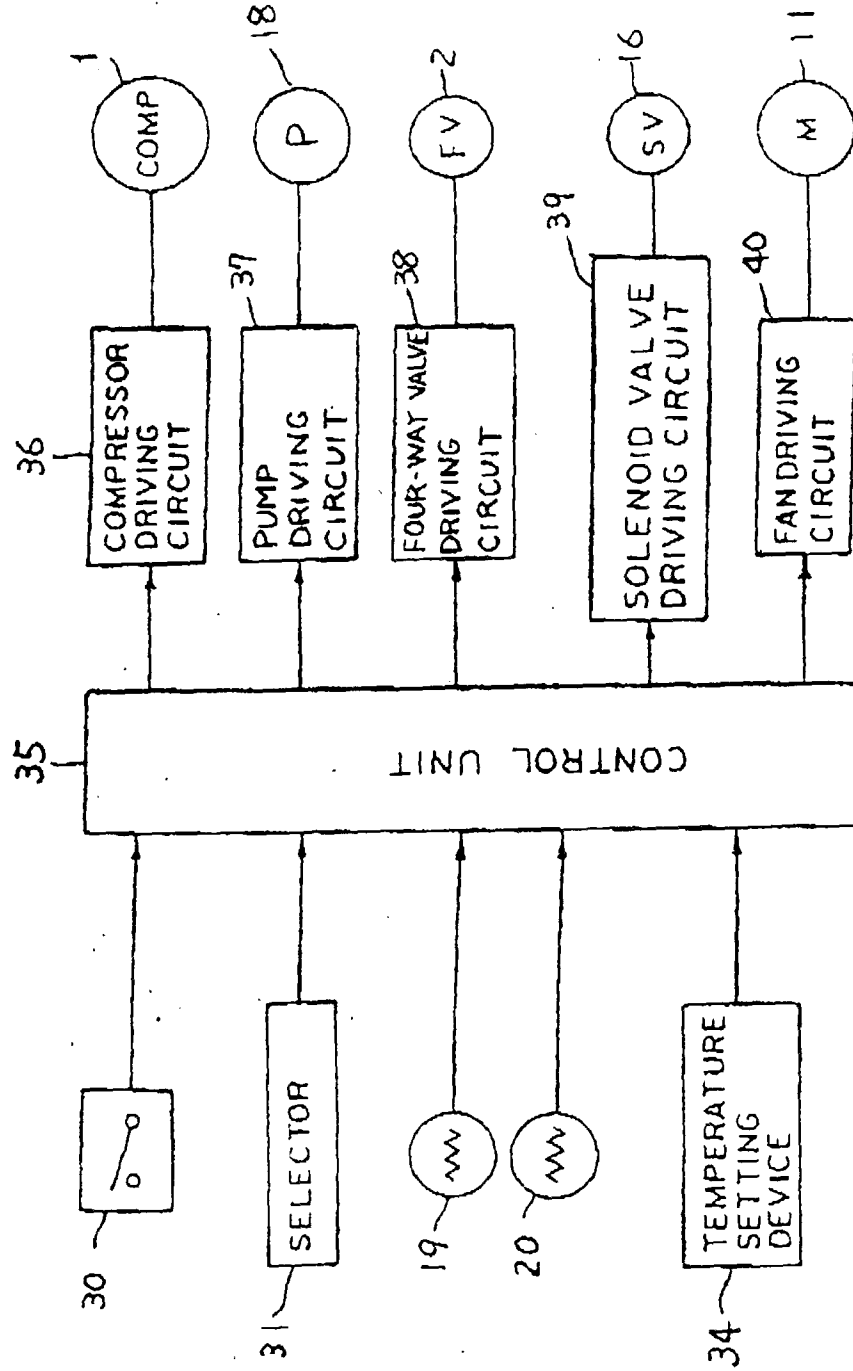 30
31
SELECTOR
19
20
34
TEMPERATURE
SETTING
DEVICE
35
CONTROL UNIT
36
COMPRESSOR
DRIVING
CIRCUIT
37
PUMP
DRIVING
CIRCUIT
38
FOUR-WAY VALVE
DRIVING
CIRCUIT
39
SOLENOID VALVE
DRIVING CIRCUIT
40
FAN DRIVING
CIRCUIT
1
COMP
18
P
2
FV
16
SV
11
M